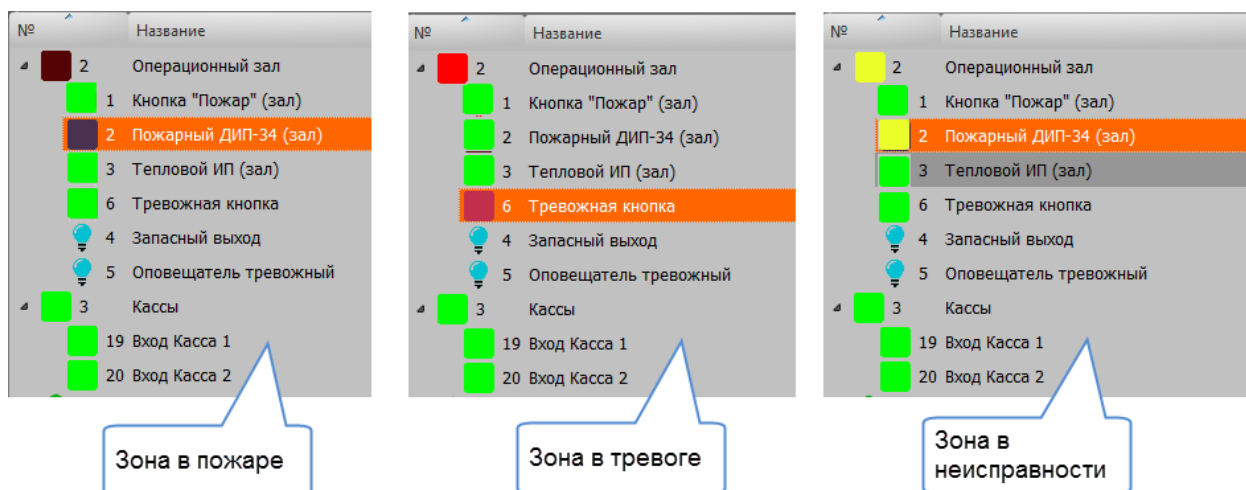 № Название
2 Операционный зал
1 Кнопка "Пожар" (зал)
2 Пожарный ДИП-34 (зал)
3 Тепловой ИП (зал)
6 Тревожная кнопка
4 Запасный выход
5 Оповещатель тревожный
3 Кассы
19 Вход Касса 1
20 Вход Касса 2
Зона в пожаре
№ Название
2 Операционный зал
1 Кнопка "Пожар" (зал)
2 Пожарный ДИП-34 (зал)
3 Тепловой ИП (зал)
6 Тревожная кнопка
4 Запасный выход
5 Оповещатель тревожный
3 Кассы
19 Вход Касса 1
20 Вход Касса 2
Зона в тревоге
№ Название
2 Операционный зал
1 Кнопка "Пожар" (зал)
2 Пожарный ДИП-34 (зал)
3 Тепловой ИП (зал)
6 Тревожная кнопка
4 Запасный выход
5 Оповещатель тревожный
3 Кассы
19 Вход Касса 1
20 Вход Касса 2
Зона в
неисправности